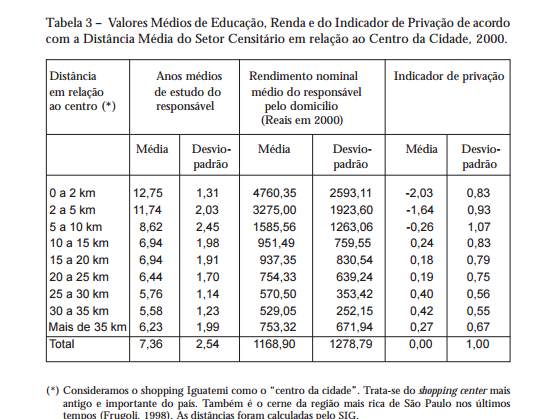 Tabela 3 – Valores Médios de Educação, Renda e do Indicador de Privação de acordo
com a Distância Média do Setor Censitário em relação ao Centro da Cidade, 2000.
Distância Anos médios Rendimento nominal Indicador de privação
em relação de estudo do médio do responsável
ao centro (*) responsável pelo domicílio
(Reais em 2000)
Média Desvio- Média Desvio- Média Desvio-
padrão padrão padrão
0 a 2 km 12,75 1,31 4760,35 2593,11 -2,03 0,83
2 a 5 km 11,74 2,03 3275,00 1923,60 -1,64 0,93
5 a 10 km 8,62 2,45 1585,56 1263,06 -0,26 1,07
10 a 15 km 6,94 1,98 951,49 759,55 0,24 0,83
15 a 20 km 6,94 1,91 937,35 830,54 0,18 0,79
20 a 25 km 6,44 1,70 754,33 639,24 0,19 0,75
25 a 30 km 5,76 1,14 570,50 353,42 0,40 0,56
30 a 35 km 5,58 1,23 529,05 252,15 0,42 0,55
Mais de 35 km 6,23 1,99 753,32 671,94 0,27 0,67
Total 7,36 2,54 1168,90 1278,79 0,00 1,00
(*) Consideramos o shopping Iguatemi como o “centro da cidade”. Trata-se do shopping center mais
antigo e importante do país. Também é o cerne da região mais rica de São Paulo nos últimos
tempos (Frugoli, 1998). As distâncias foram calculadas pelo SIG.